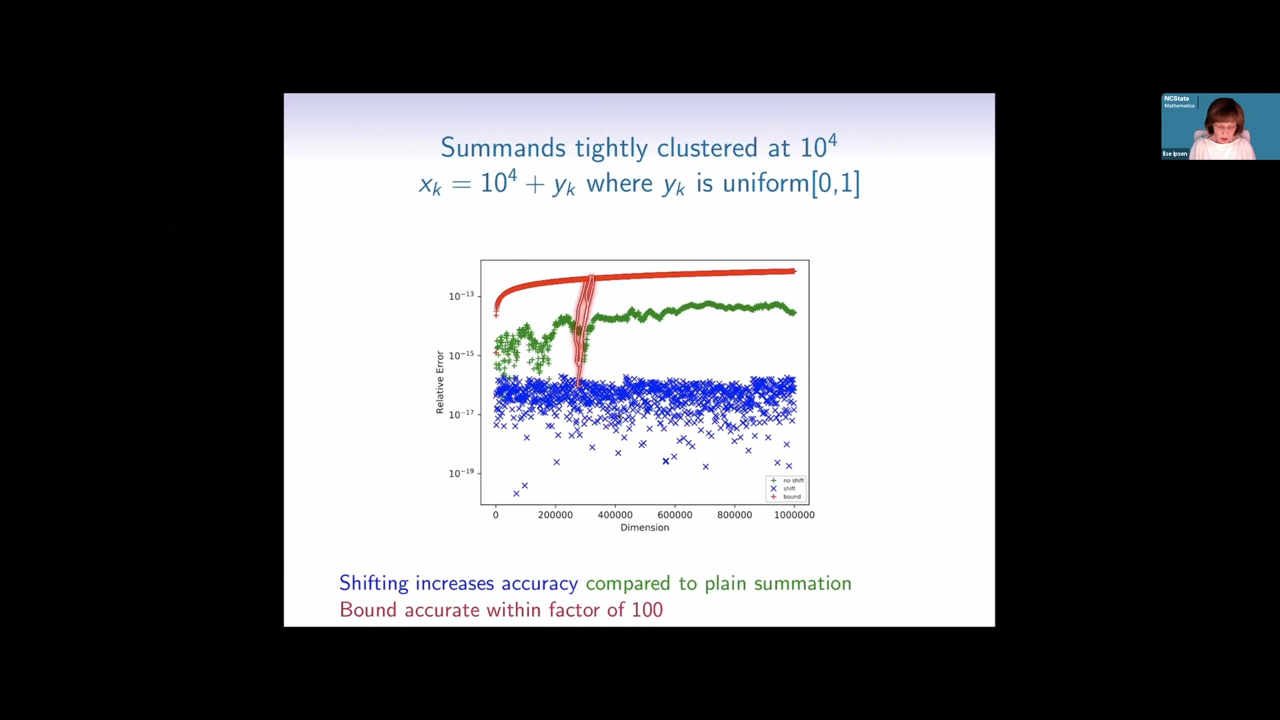 Summands tightly clustered at 10⁴
xₖ = 10⁴ + yₖ where yₖ is uniform[0,1]
NCState
Mathematics
Ilse Ipsen
Relative Error
10⁻¹³
10⁻¹⁵
10⁻¹⁷
10⁻¹⁹
no shift
shift
bound
0 200000 400000 600000 800000 1000000
Dimension
Shifting increases accuracy compared to plain summation
Bound accurate within factor of 100